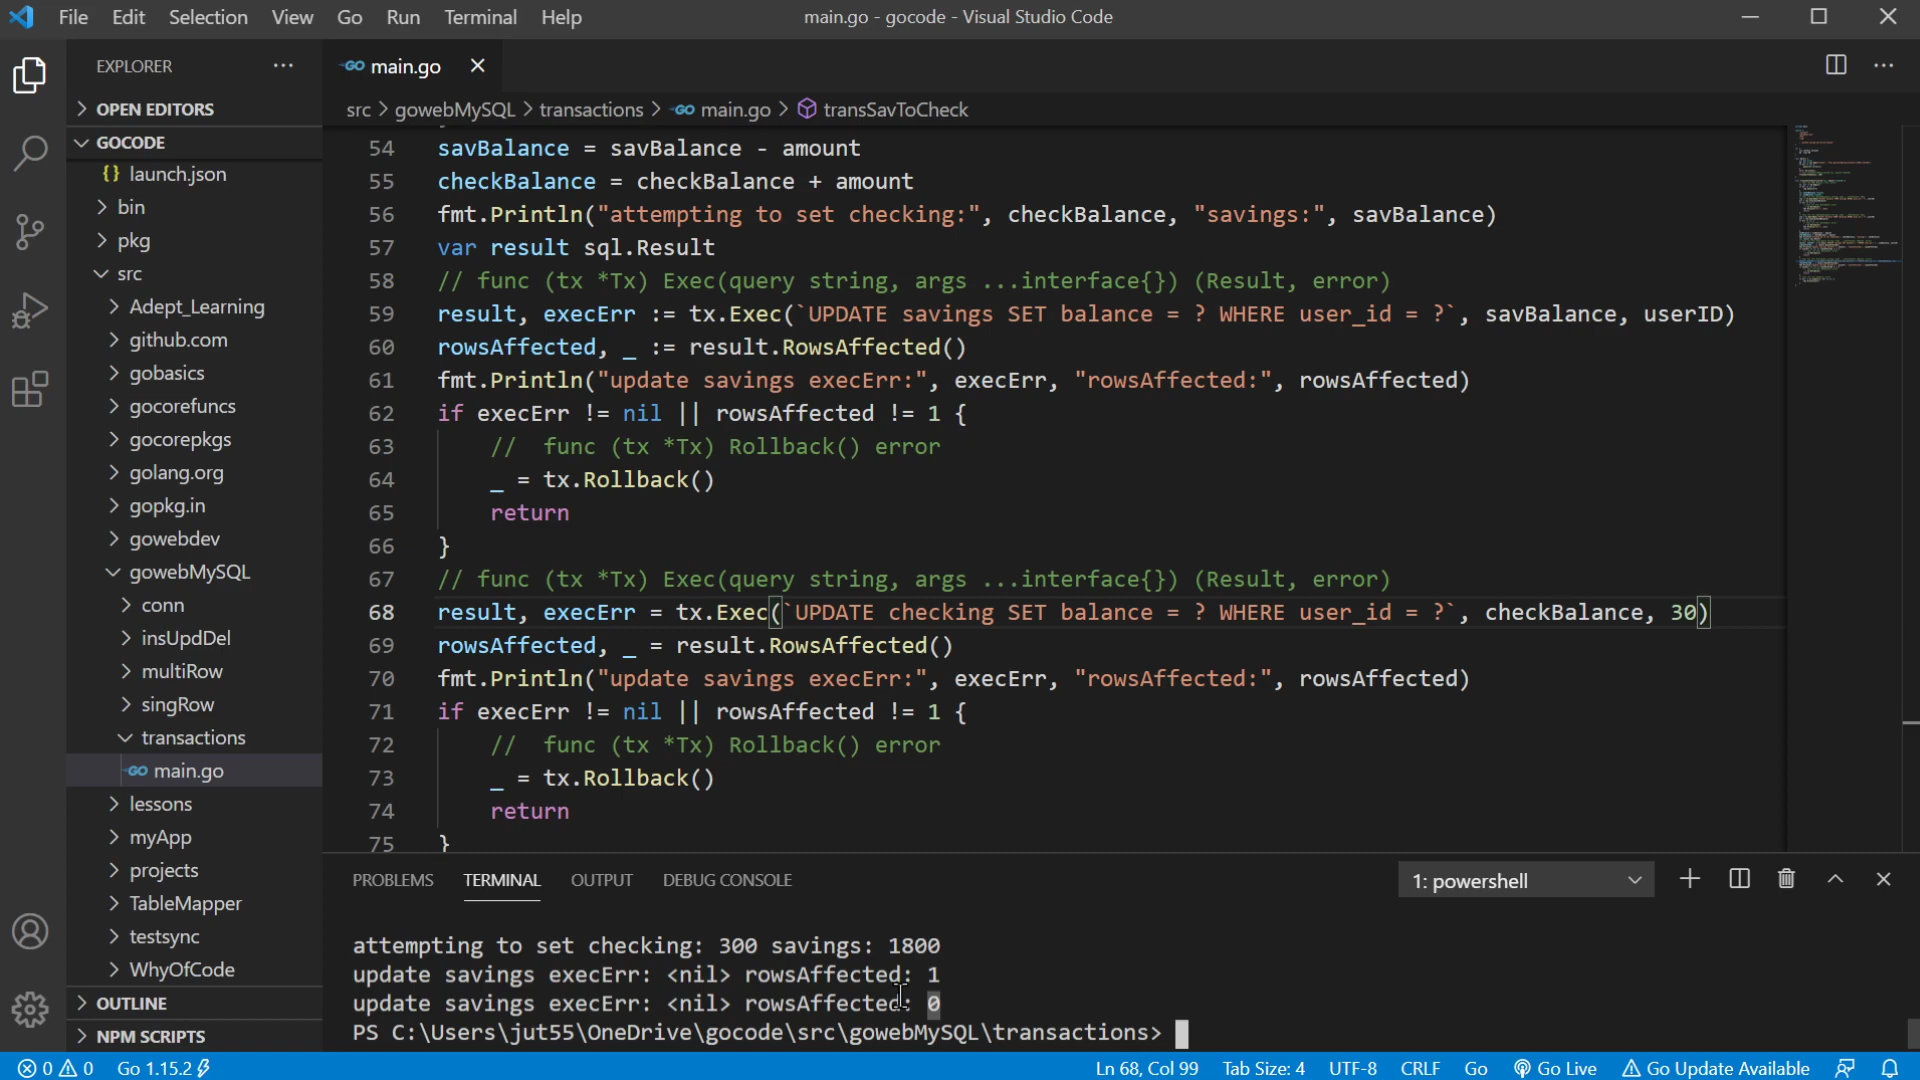 File Edit Selection View Go Run Terminal Help main.go - gocode - Visual Studio Code
EXPLORER
main.go
OPEN EDITORS
GOCODE
src > gowebMySQL > transactions > main.go > transSavToCheck
{} launch.json
bin
pkg
src
Adept_Learning
github.com
gobasics
gocorefuncs
gocorepkgs
golang.org
gopkg.in
gowebdev
gowebMySQL
conn
insUpdDel
multiRow
singRow
transactions
main.go
lessons
myApp
projects
TableMapper
testsync
WhyOfCode
OUTLINE
NPM SCRIPTS
54 savBalance = savBalance - amount
55 checkBalance = checkBalance + amount
56 fmt.Println("attempting to set checking:", checkBalance, "savings:", savBalance)
57 var result sql.Result
58 // func (tx *Tx) Exec(query string, args ...interface{}) (Result, error)
59 result, execErr := tx.Exec(`UPDATE savings SET balance = ? WHERE user_id = ?`, savBalance, userID)
60 rowsAffected, _ := result.RowsAffected()
61 fmt.Println("update savings execErr:", execErr, "rowsAffected:", rowsAffected)
62 if execErr != nil || rowsAffected != 1 {
63 //  func (tx *Tx) Rollback() error
64 _ = tx.Rollback()
65 return
66 }
67 // func (tx *Tx) Exec(query string, args ...interface{}) (Result, error)
68 result, execErr = tx.Exec(`UPDATE checking SET balance = ? WHERE user_id = ?`, checkBalance, 30)
69 rowsAffected, _ = result.RowsAffected()
70 fmt.Println("update savings execErr:", execErr, "rowsAffected:", rowsAffected)
71 if execErr != nil || rowsAffected != 1 {
72 //  func (tx *Tx) Rollback() error
73 _ = tx.Rollback()
74 return
75 }
PROBLEMS TERMINAL OUTPUT DEBUG CONSOLE 1: powershell
attempting to set checking: 300 savings: 1800
update savings execErr: <nil> rowsAffected: 1
update savings execErr: <nil> rowsAffected: 0
PS C:\Users\jut55\OneDrive\gocode\src\gowebMySQL\transactions>
0 0 Go 1.15.2 Ln 68, Col 99 Tab Size: 4 UTF-8 CRLF Go Go Live Go Update Available